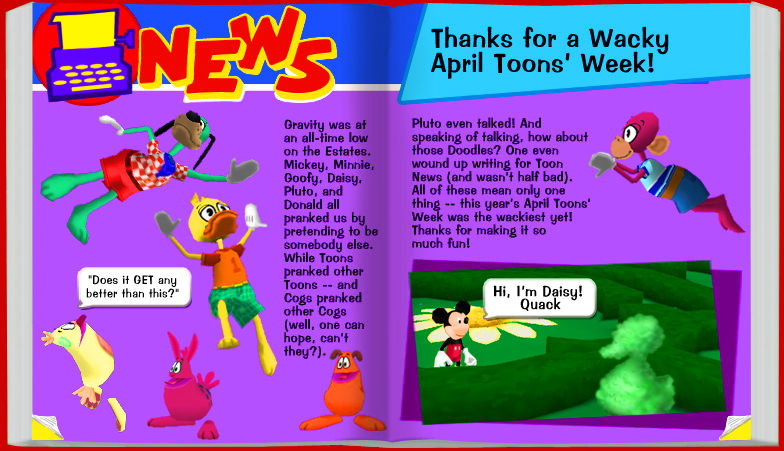 NEWS
Gravity was at
an all-time low
on the Estates.
Mickey, Minnie,
Goofy, Daisy,
Pluto, and
Donald all
pranked us by
pretending to be
somebody else.
While Toons
pranked other
Toons -- and
Cogs pranked
other Cogs
(well, one can
hope, can't
they?).
"Does it GET any
better than this?"
Thanks for a Wacky
April Toons' Week!
Pluto even talked! And
speaking of talking, how about
those Doodles? One even
wound up writing for Toon
News (and wasn't half bad).
All of these mean only one
thing -- this year's April Toons'
Week was the wackiest yet!
Thanks for making it so
much fun!
Hi, I'm Daisy!
Quack